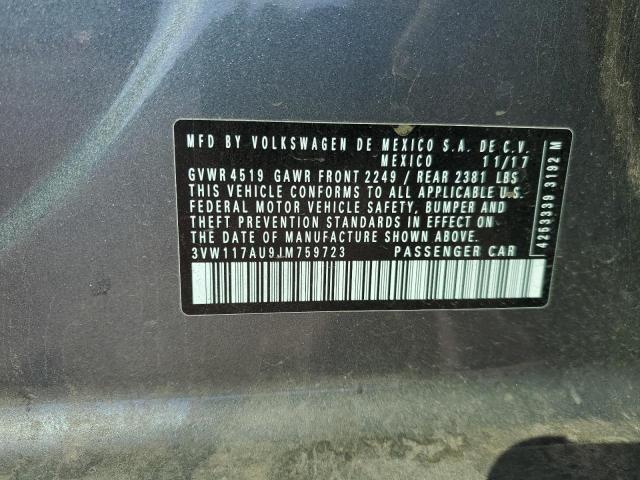 MFD BY VOLKSWAGEN DE MEXICO S.A. DE C.V.
MEXICO 11/17
GVWR 4519 GAWR FRONT 2249 / REAR 2381 LBS
THIS VEHICLE CONFORMS TO ALL APPLICABLE U.S.
FEDERAL MOTOR VEHICLE SAFETY, BUMPER AND
THEFT PREVENTION STANDARDS IN EFFECT ON
THE DATE OF MANUFACTURE SHOWN ABOVE.
3VW117AU9JM759723 PASSENGER CAR
4253339 3192 M